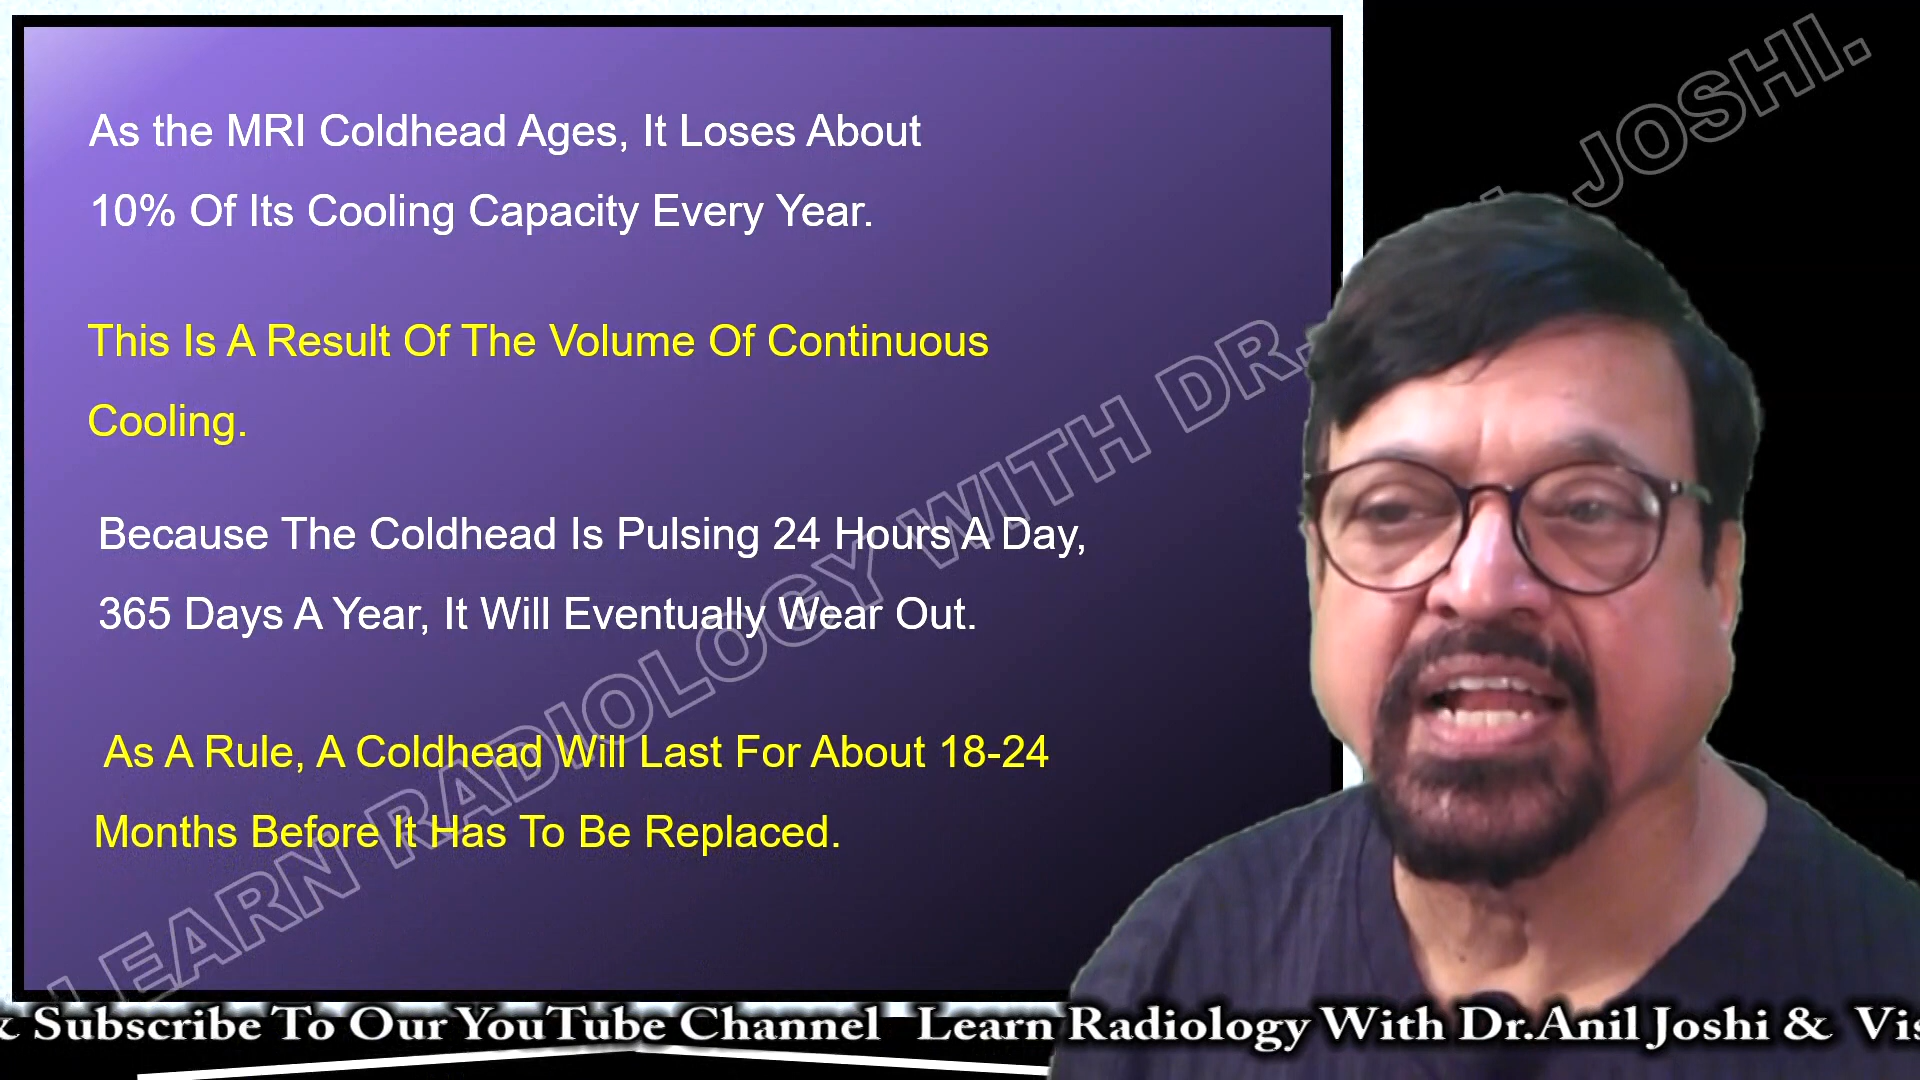 As the MRI Coldhead Ages, It Loses About
10% Of Its Cooling Capacity Every Year.
This Is A Result Of The Volume Of Continuous
Cooling.
Because The Coldhead Is Pulsing 24 Hours A Day,
365 Days A Year, It Will Eventually Wear Out.
As A Rule, A Coldhead Will Last For About 18-24
Months Before It Has To Be Replaced.
LEARN RADIOLOGY WITH DR. JOSHI.
& Subscribe To Our YouTube Channel Learn Radiology With Dr.Anil Joshi &